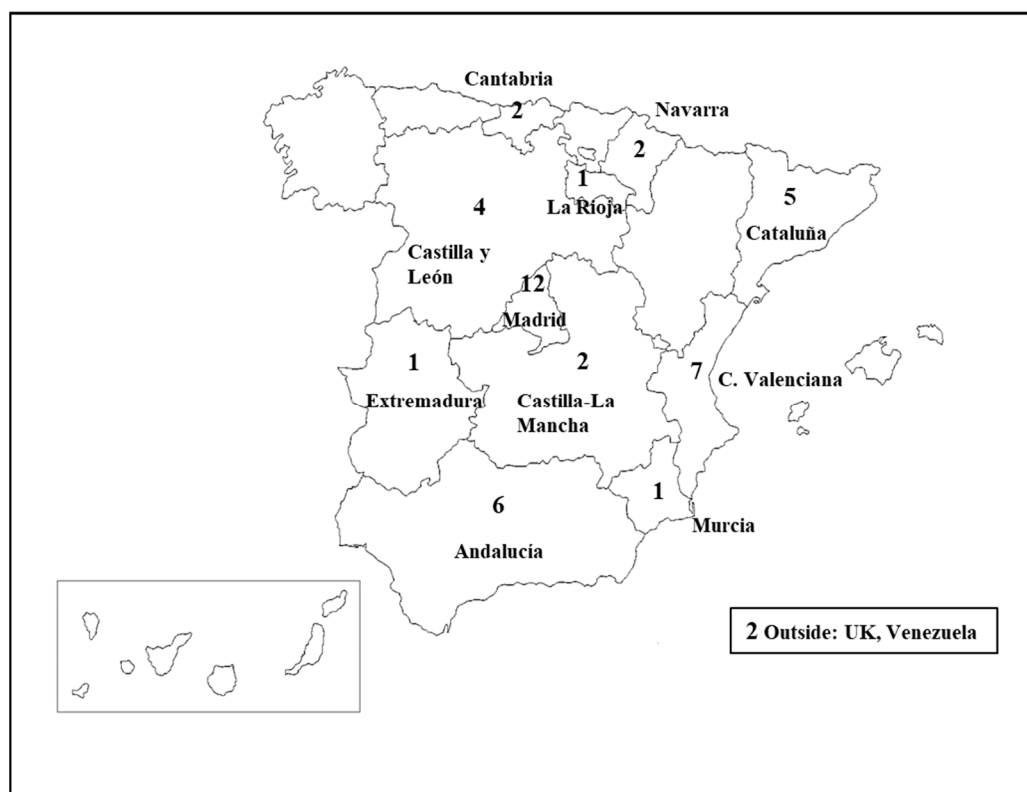 Cantabria
2
Navarra
2
1
La Rioja
4
5
Cataluña
Castilla y
León
12
Madrid
1
Extremadura
2
Castilla-La
Mancha
7
C. Valenciana
6
Andalucía
1
Murcia
2 Outside: UK, Venezuela